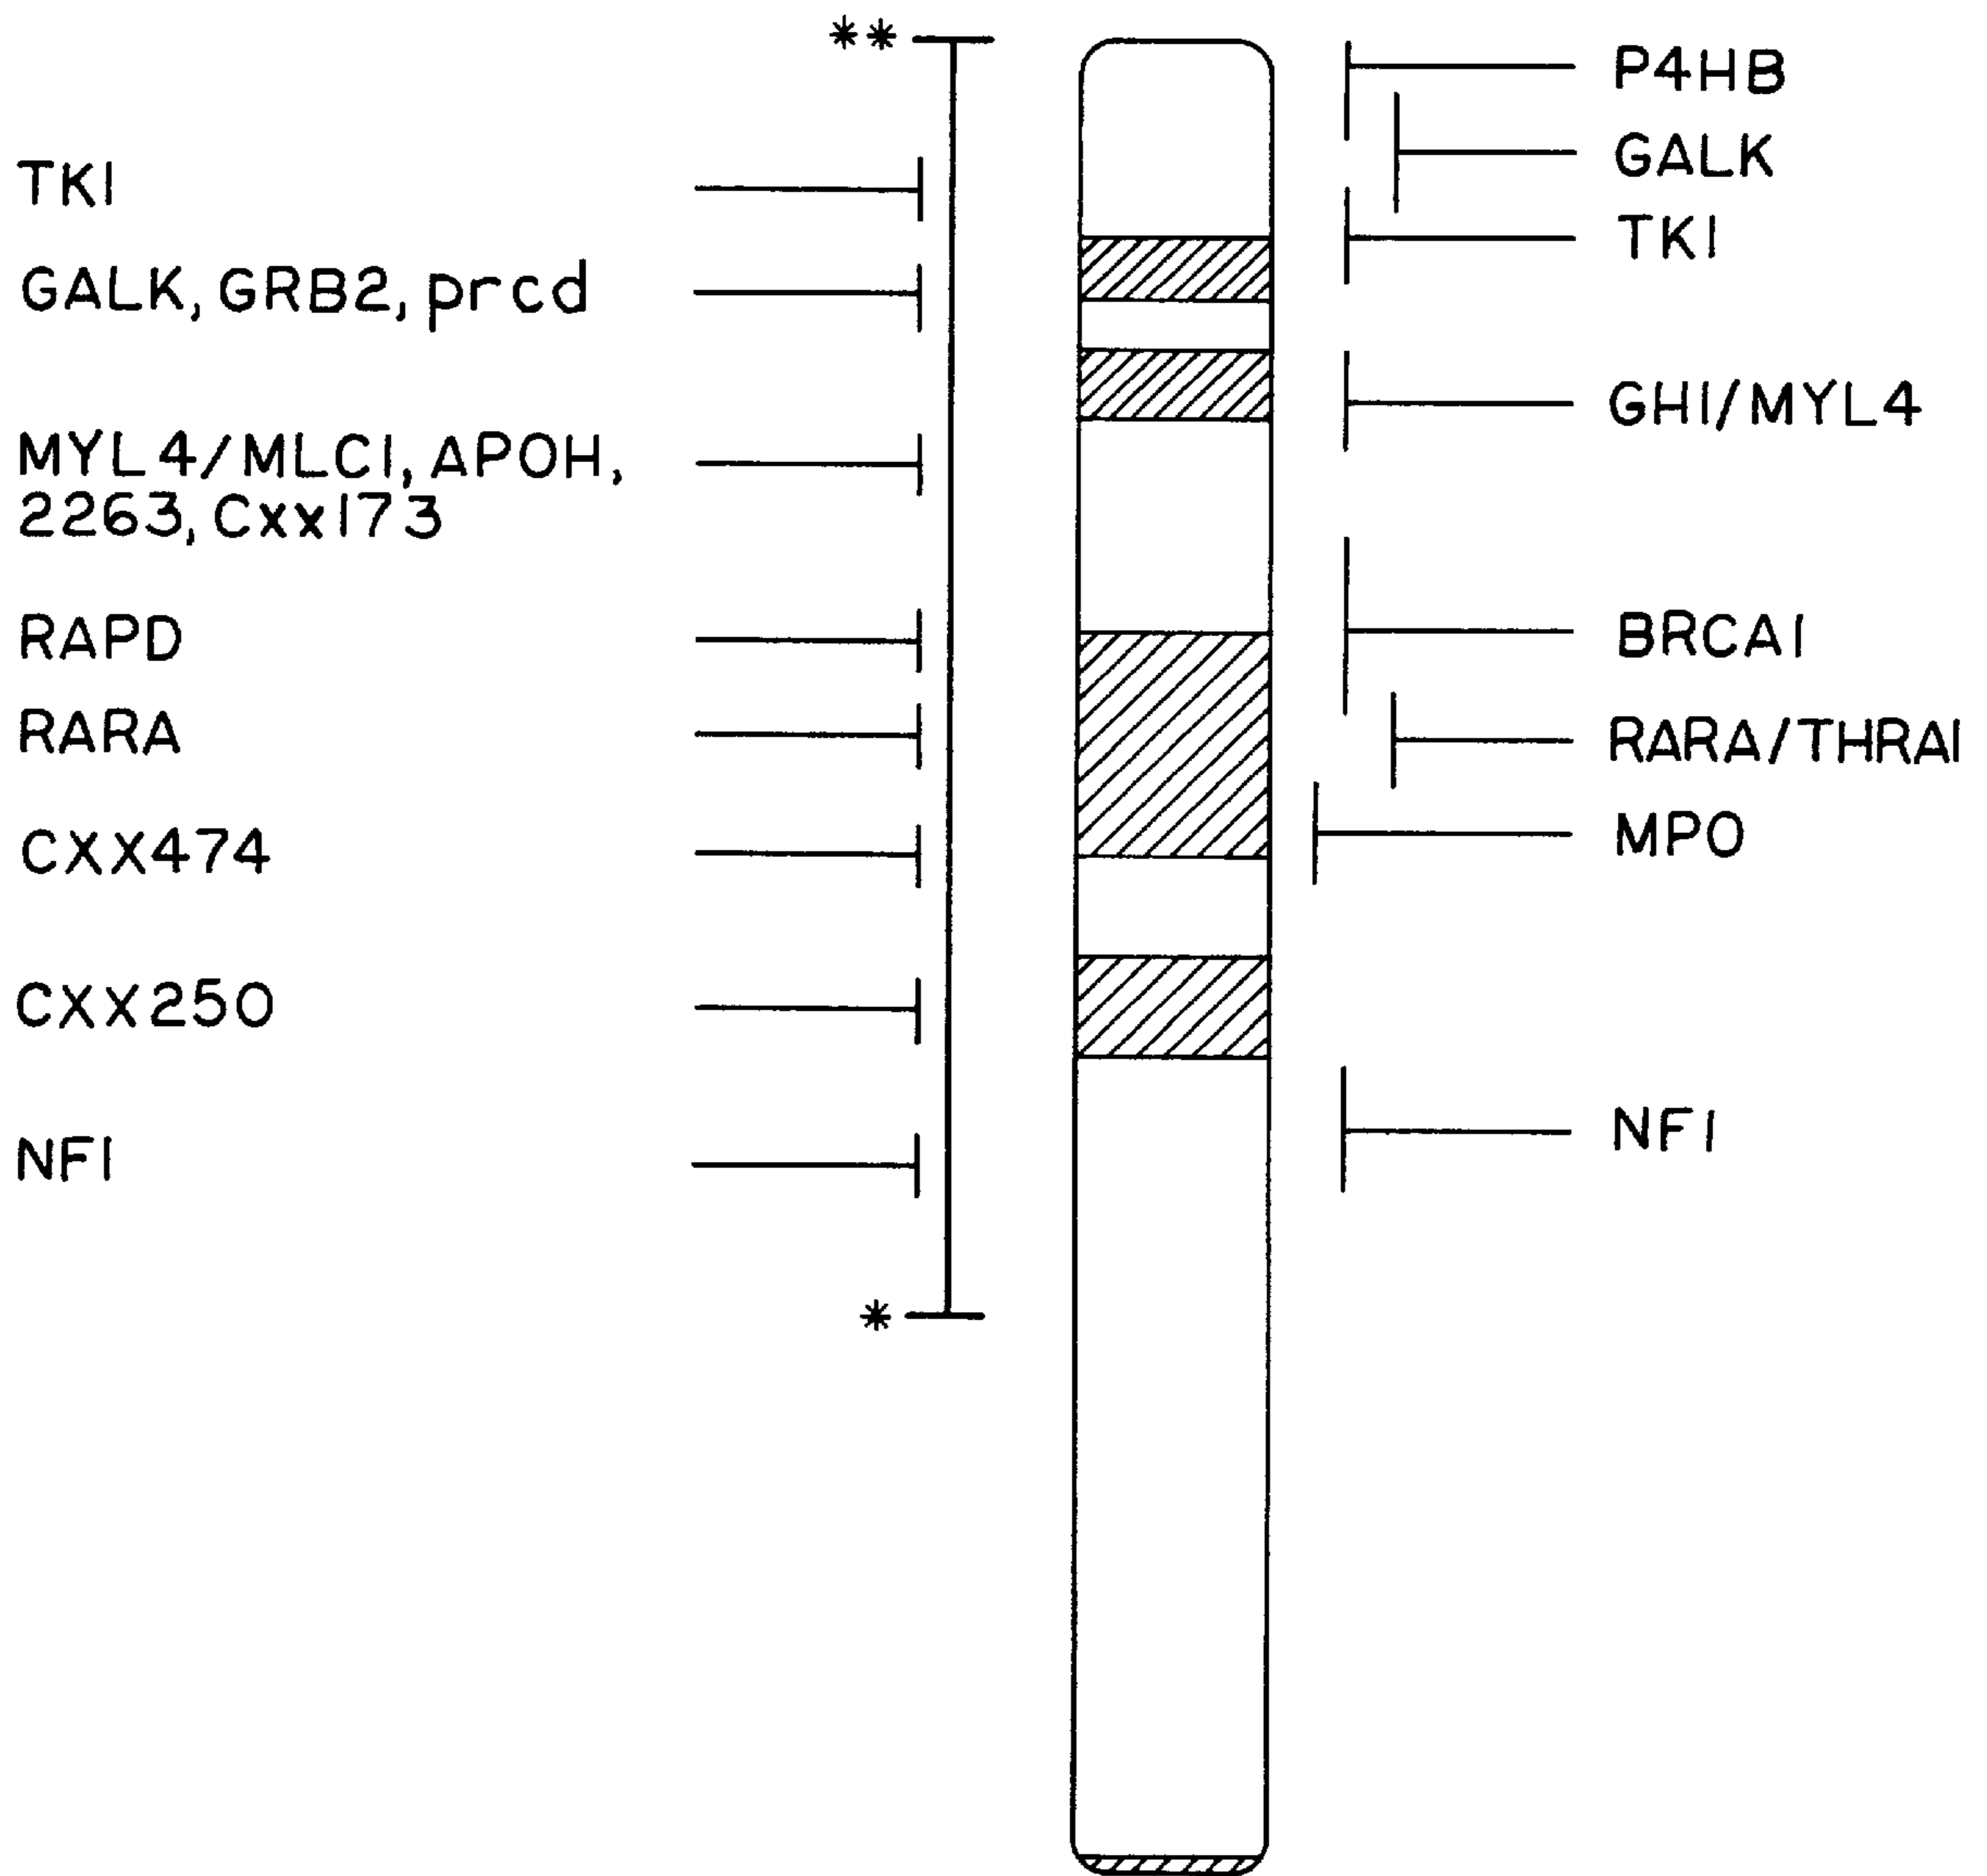 **
TK1
GALK, GRB2, prcd
MYL4/MLC1, APOH,
2263, Cxx173
RAPD
RARA
CXX474
CXX250
NF1
*
P4HB
GALK
TK1
GH1/MYL4
BRCA1
RARA/THRA1
MPO
NF1